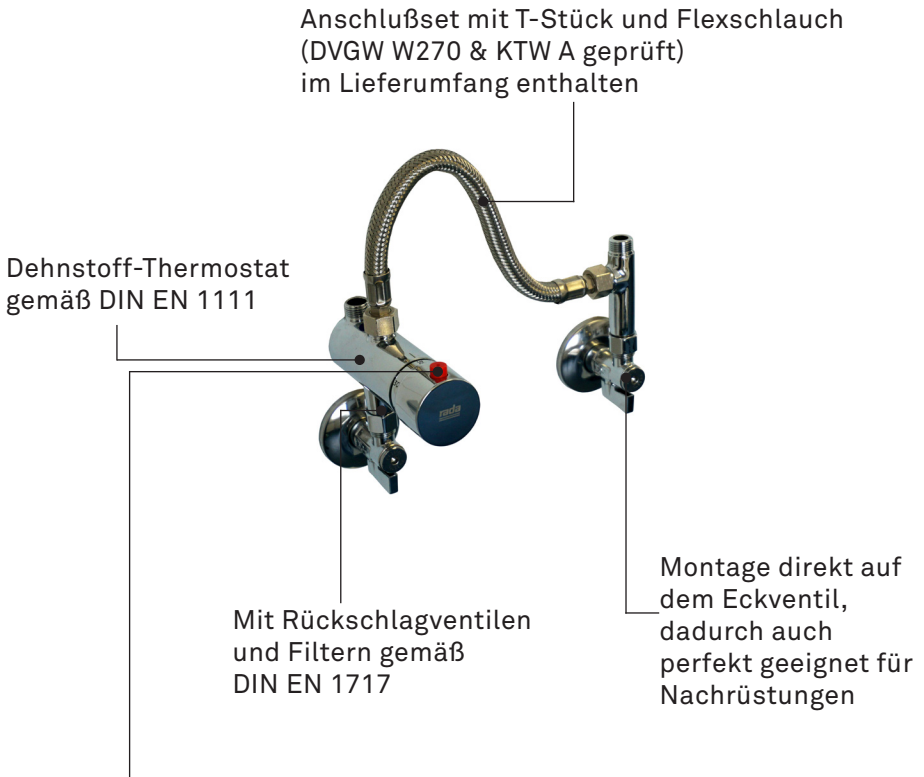 Anschlußset mit T-Stück und Flexschlauch
(DVGW W270 & KTW A geprüft)
im Lieferumfang enthalten
Dehnstoff-Thermostat
gemäß DIN EN 1111
rada
Mit Rückschlagventilen
und Filtern gemäß
DIN EN 1717
Montage direkt auf
dem Eckventil,
dadurch auch
perfekt geeignet für
Nachrüstungen